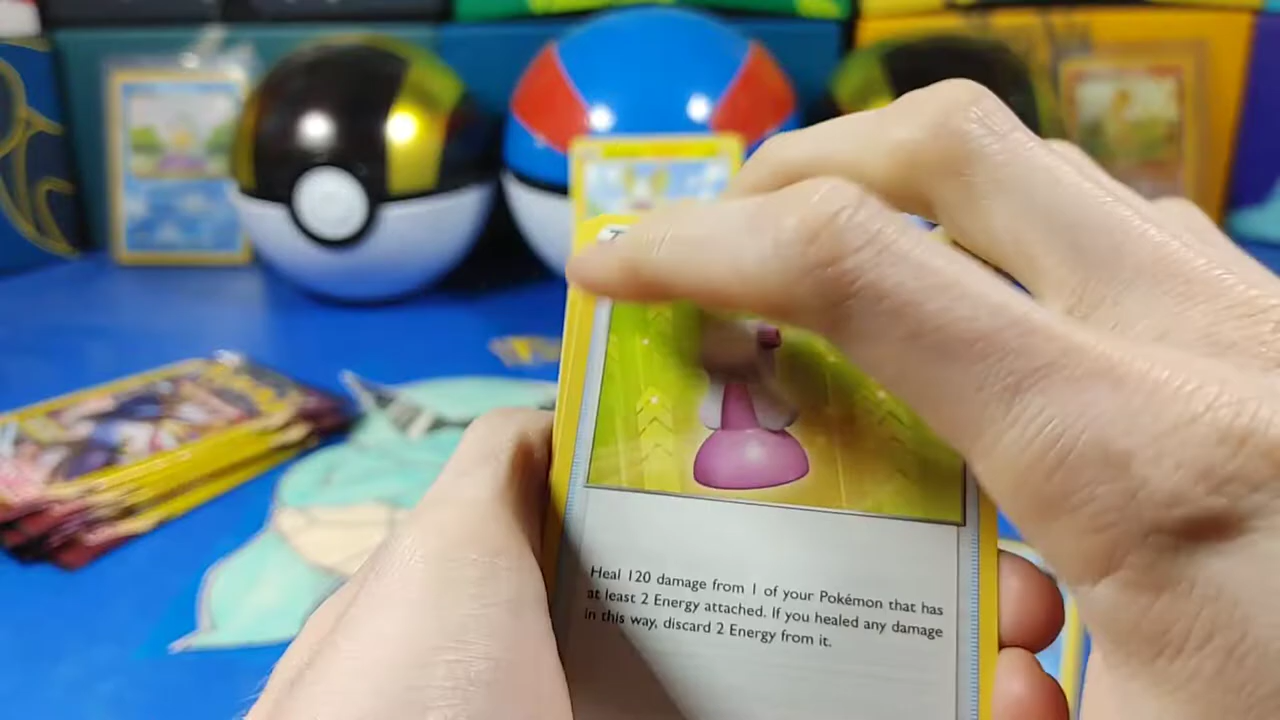 Heal 120 damage from 1 of your Pokémon that has
at least 2 Energy attached. If you healed any damage
in this way, discard 2 Energy from it.